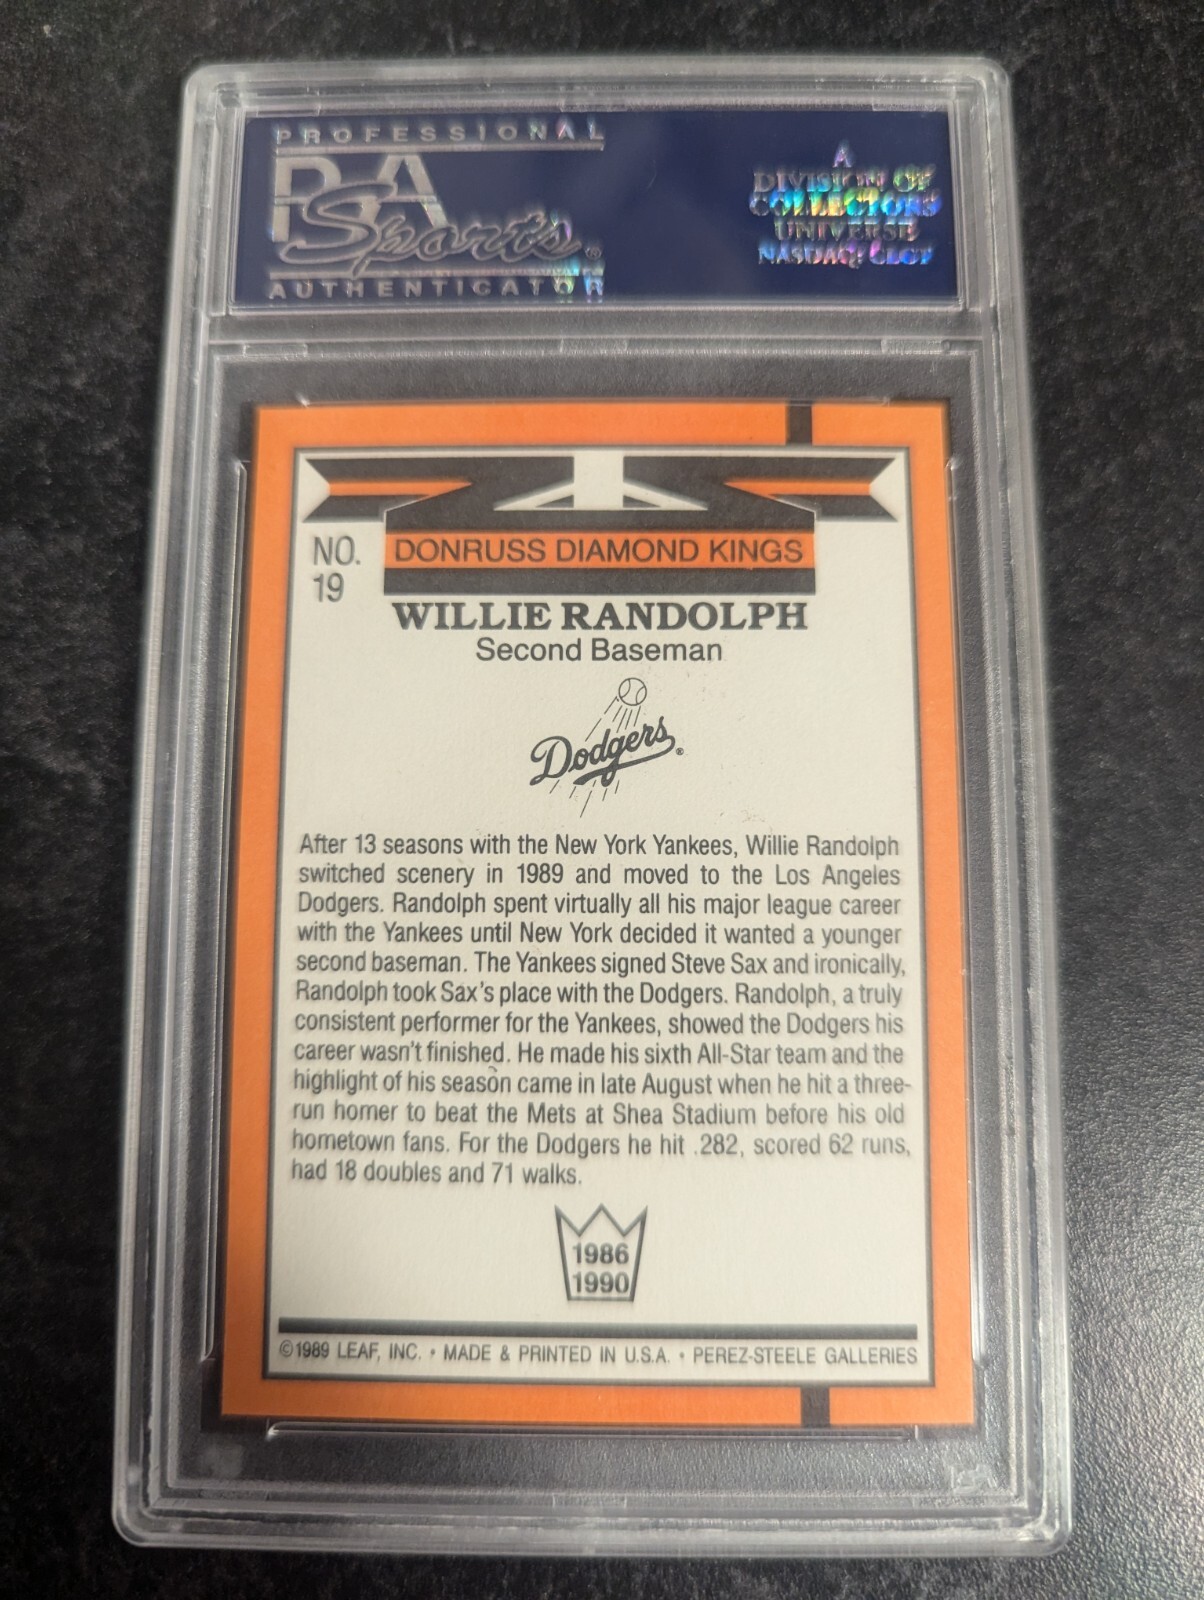 PROFESSIONAL
PSA
Sports®
AUTHENTICATOR
A
DIVISION OF
COLLECTORS
UNIVERSE
NASDAQ: CLCT
NO.
19
DONRUSS DIAMOND KINGS
WILLIE RANDOLPH
Second Baseman
Dodgers®
After 13 seasons with the New York Yankees, Willie Randolph
switched scenery in 1989 and moved to the Los Angeles
Dodgers. Randolph spent virtually all his major league career
with the Yankees until New York decided it wanted a younger
second baseman. The Yankees signed Steve Sax and ironically,
Randolph took Sax's place with the Dodgers. Randolph, a truly
consistent performer for the Yankees, showed the Dodgers his
career wasn't finished. He made his sixth All-Star team and the
highlight of his season came in late August when he hit a three-
run homer to beat the Mets at Shea Stadium before his old
hometown fans. For the Dodgers he hit .282, scored 62 runs,
had 18 doubles and 71 walks.
1986
1990
©1989 LEAF, INC. • MADE & PRINTED IN U.S.A. • PEREZ-STEELE GALLERIES